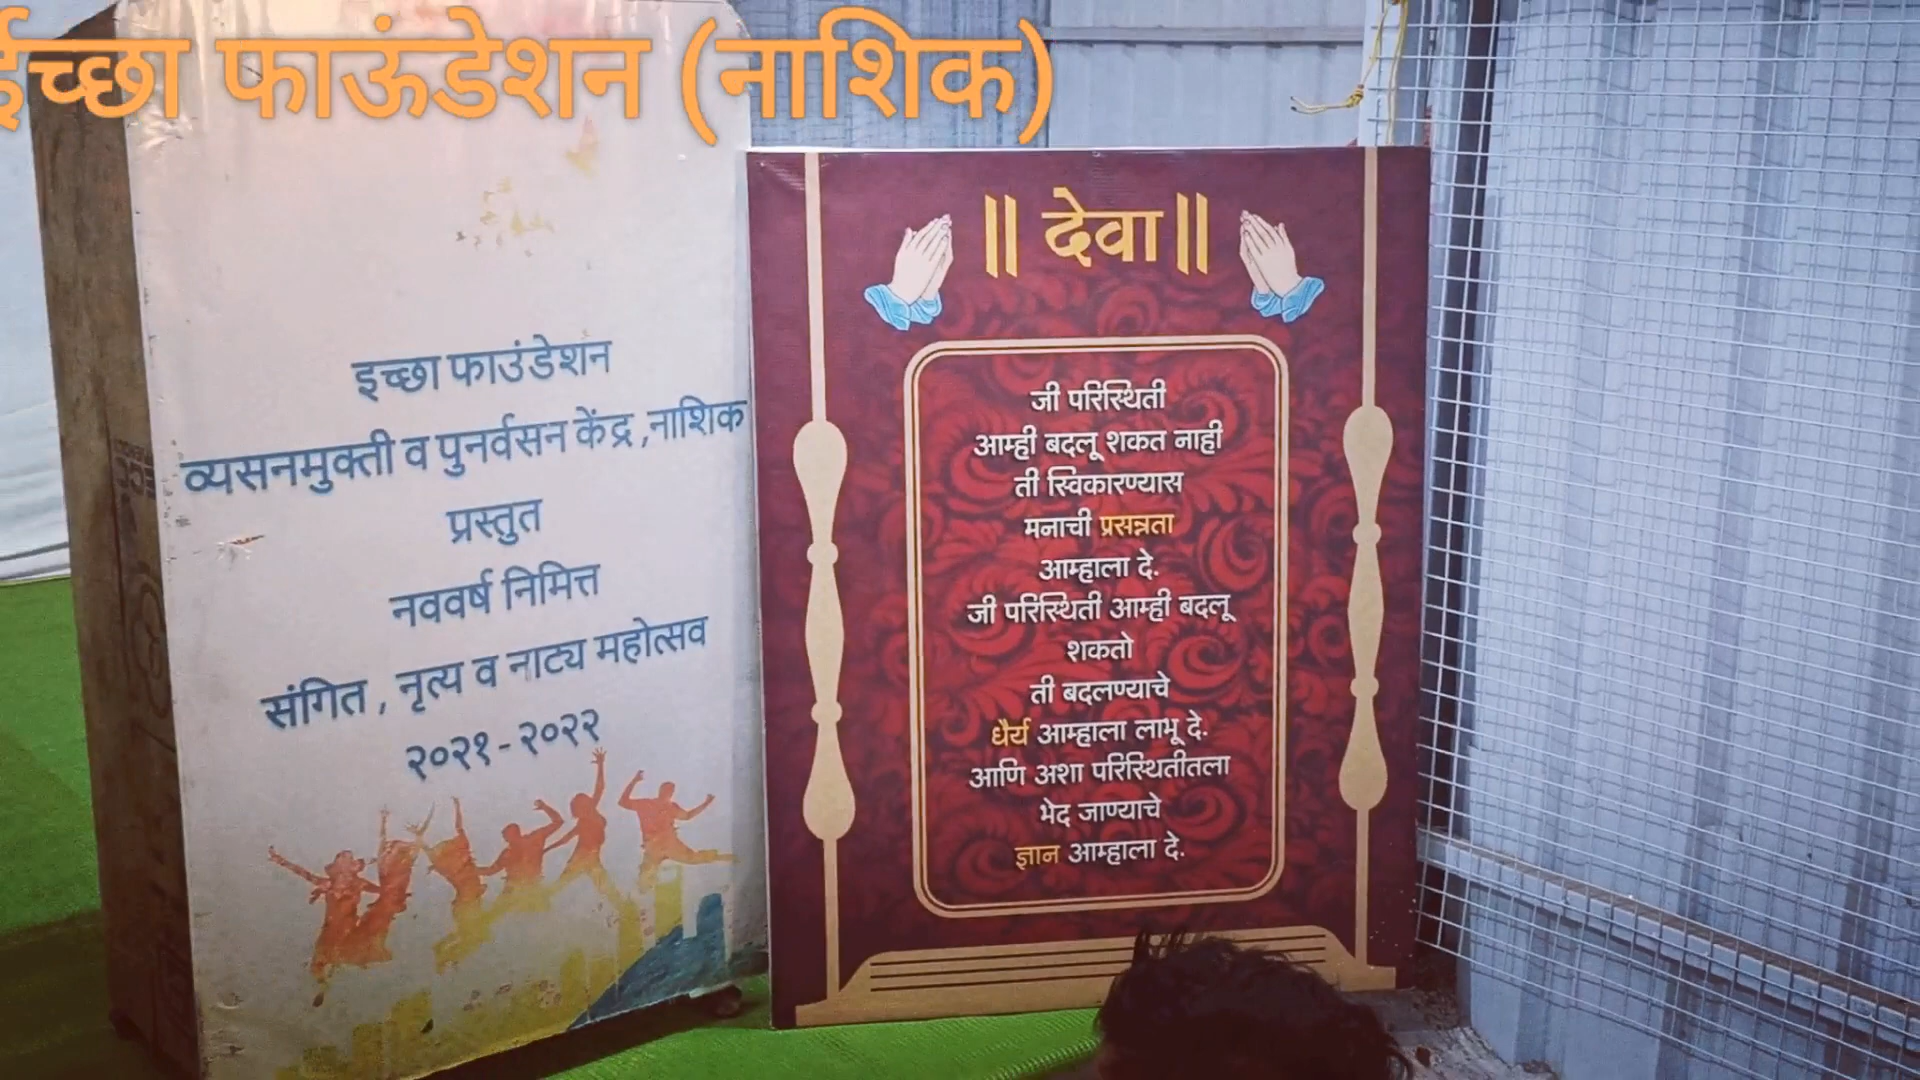 ईच्छा फाऊंडेशन (नाशिक)
इच्छा फाउंडेशन
व्यसनमुक्ती व पुनर्वसन केंद्र ,नाशिक
प्रस्तुत
नववर्ष निमित्त
संगित , नृत्य व नाट्य महोत्सव
२०२१ - २०२२
॥ देवा ॥
जी परिस्थिती
आम्ही बदलू शकत नाही
ती स्विकारण्यास
मनाची प्रसन्नता
आम्हाला दे.
जी परिस्थिती आम्ही बदलू
शकतो
ती बदलण्याचे
धैर्य आम्हाला लाभू दे.
आणि अशा परिस्थितीतला
भेद जाण्याचे
ज्ञान आम्हाला दे.